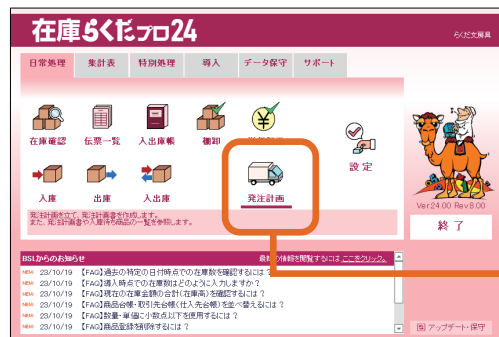 在庫らくだプロ24
らくだ文房具
日常処理 集計表 特別処理 導入 データ保守 サポート
在庫確認 伝票一覧 入出庫帳 棚卸
設定
入庫 出庫 入出庫 発注計画
Ver.24.00 Rev.8.00
発注計画を立て、発注計画書を作成します。
また、発注計画書や入庫待ち商品の一覧を参照します。
終了
BSLからのお知らせ
最新の情報を閲覧するには ここをクリック。
NEW 23/10/19 【FAQ】過去の特定の日付時点での在庫数を確認するには？
NEW 23/10/19 【FAQ】導入時点での在庫数はどのように入力しますか？
NEW 23/10/19 【FAQ】現在の在庫金額の合計(在庫高)を確認するには？
NEW 23/10/19 【FAQ】商品台帳・取引先台帳(仕入先台帳)を並べ替えるには？
NEW 23/10/19 【FAQ】数量・単価に小数点以下を使用するには？
NEW 23/10/19 【FAQ】商品登録を削除するには？
アップデート・保守